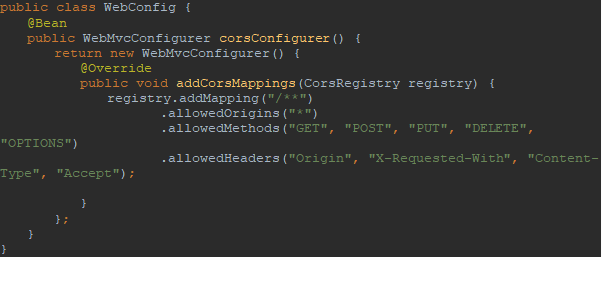 public class WebConfig {
@Bean
public WebMvcConfigurer corsConfigurer() {
return new WebMvcConfigurer() {
@Override
public void addCorsMappings(CorsRegistry registry) {
registry.addMapping("/**")
.allowedOrigins("*")
.allowedMethods("GET", "POST", "PUT", "DELETE",
"OPTIONS")
.allowedHeaders("Origin", "X-Requested-With", "Content-
Type", "Accept");
}
};
}
}